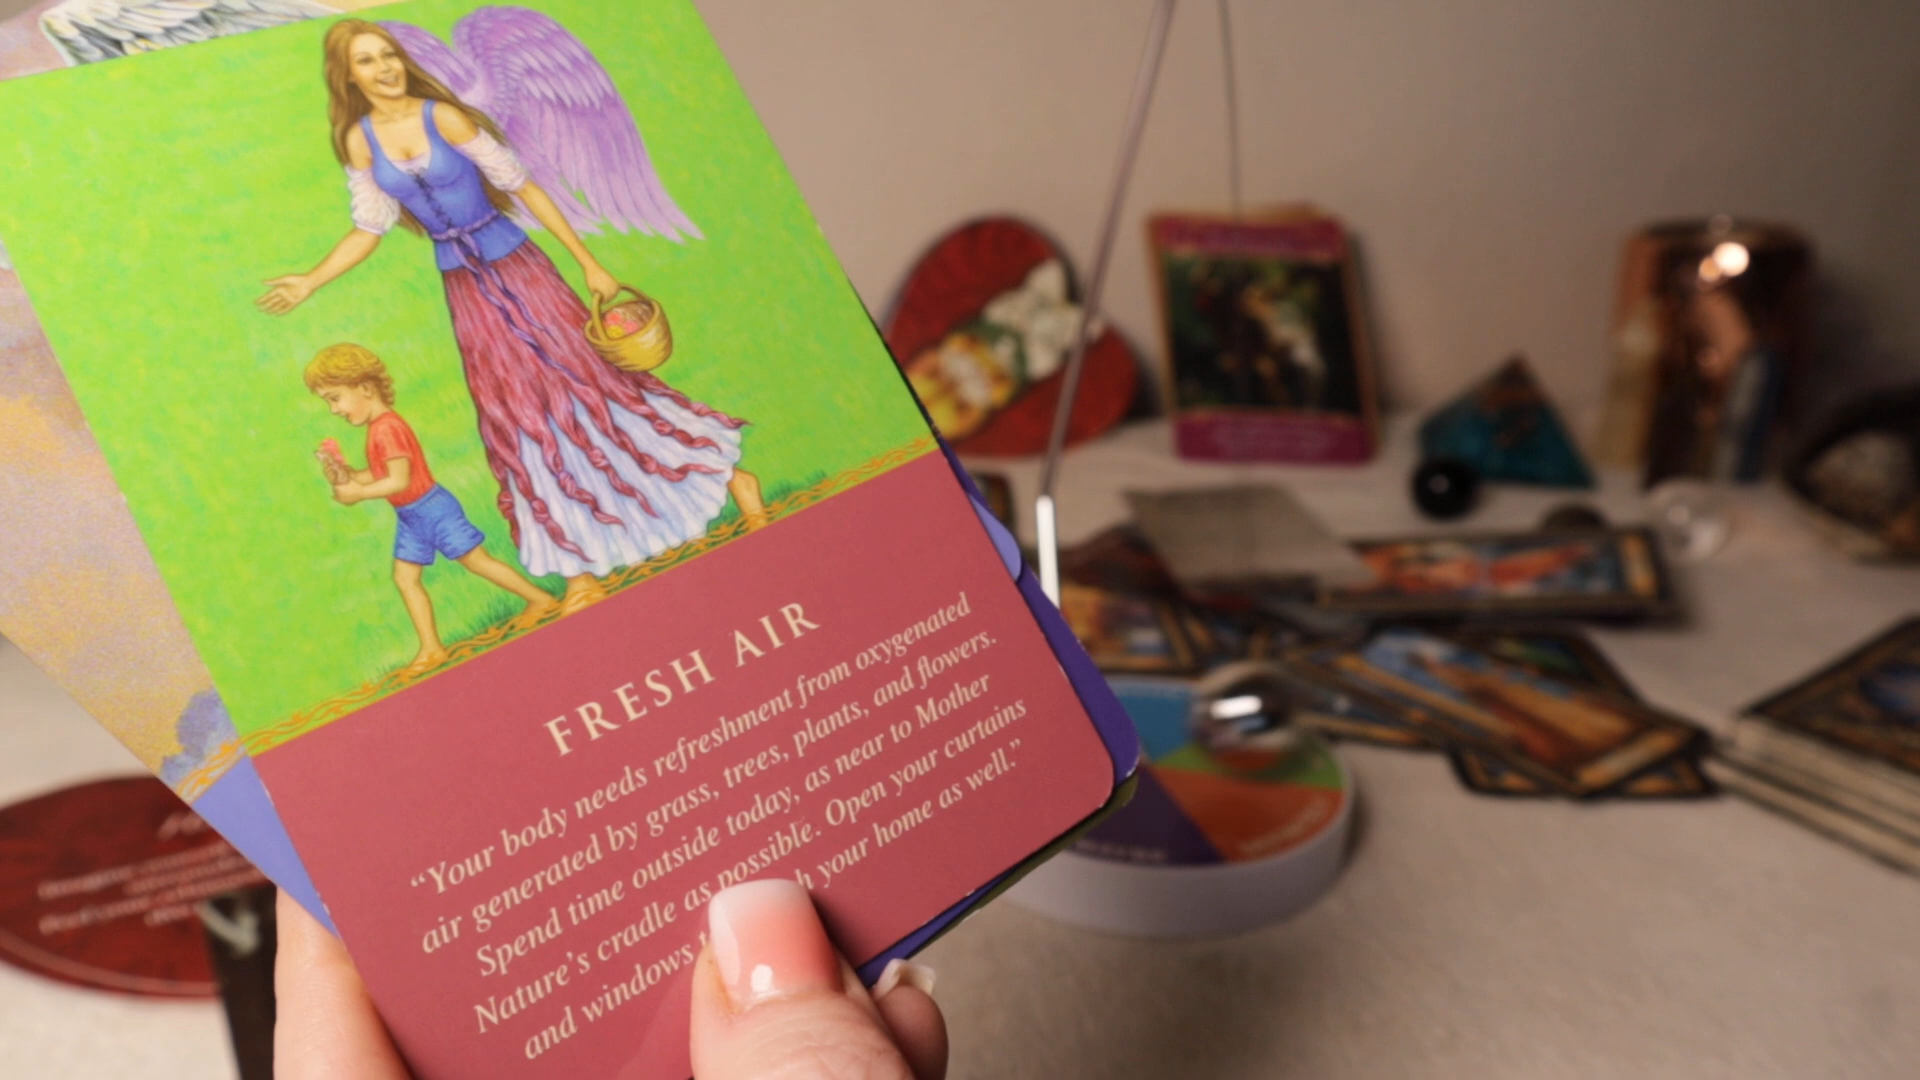 FRESH AIR
“Your body needs refreshment from oxygenated
air generated by grass, trees, plants, and flowers.
Spend time outside today, as near to Mother
Nature’s cradle as possible. Open your curtains
and windows your home as well.”